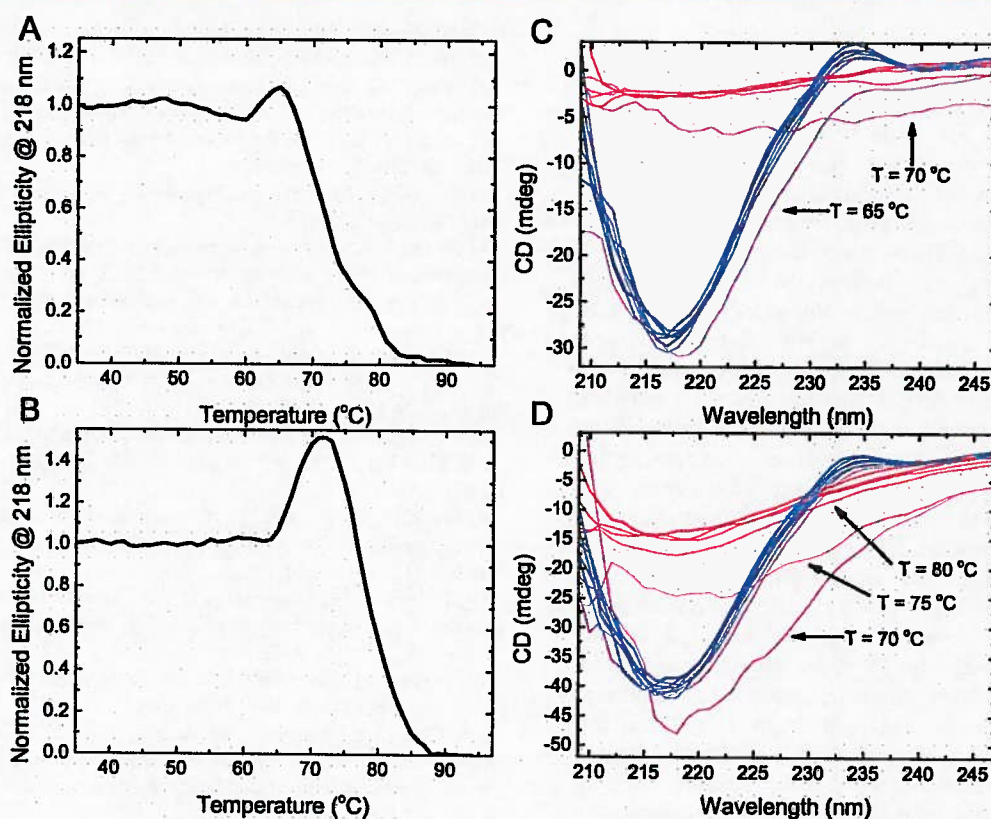 A
Normalized Ellipticity @ 218 nm
1.2
1.0
0.8
0.6
0.4
0.2
0.0
40 50 60 70 80 90
Temperature (°C)
C
CD (mdeg)
0
-5
-10
-15
-20
-25
-30
T = 70 °C
T = 65 °C
210 215 220 225 230 235 240 245
Wavelength (nm)
B
Normalized Ellipticity @ 218 nm
1.4
1.2
1.0
0.8
0.6
0.4
0.2
0.0
40 50 60 70 80 90
Temperature (°C)
D
CD (mdeg)
0
-5
-10
-15
-20
-25
-30
-35
-40
-45
-50
T = 80 °C
T = 75 °C
T = 70 °C
210 215 220 225 230 235 240 245
Wavelength (nm)